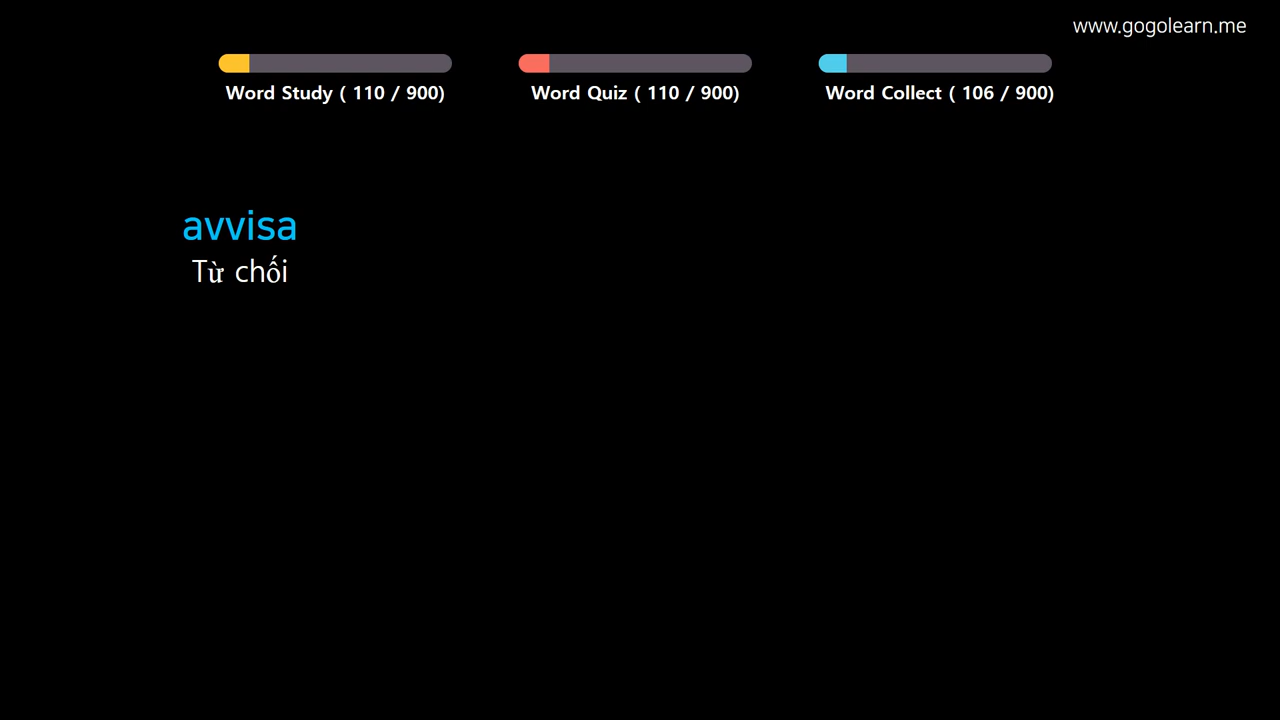 www.gogolearn.me
Word Study ( 110 / 900)
Word Quiz ( 110 / 900)
Word Collect ( 106 / 900)
avvisa
Từ chối